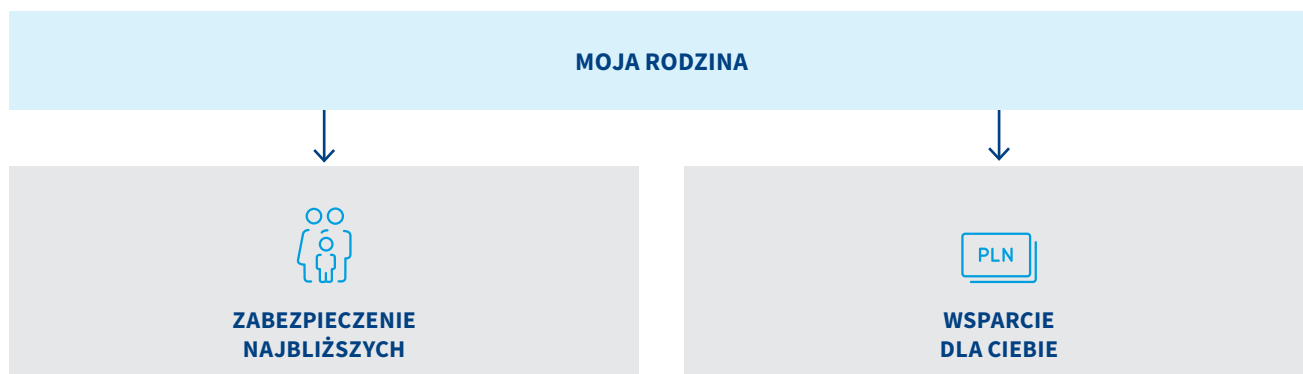 MOJA RODZINA
ZABEZPIECZENIE
NAJBLIŻSZYCH
PLN
WSPARCIE
DLA CIEBIE